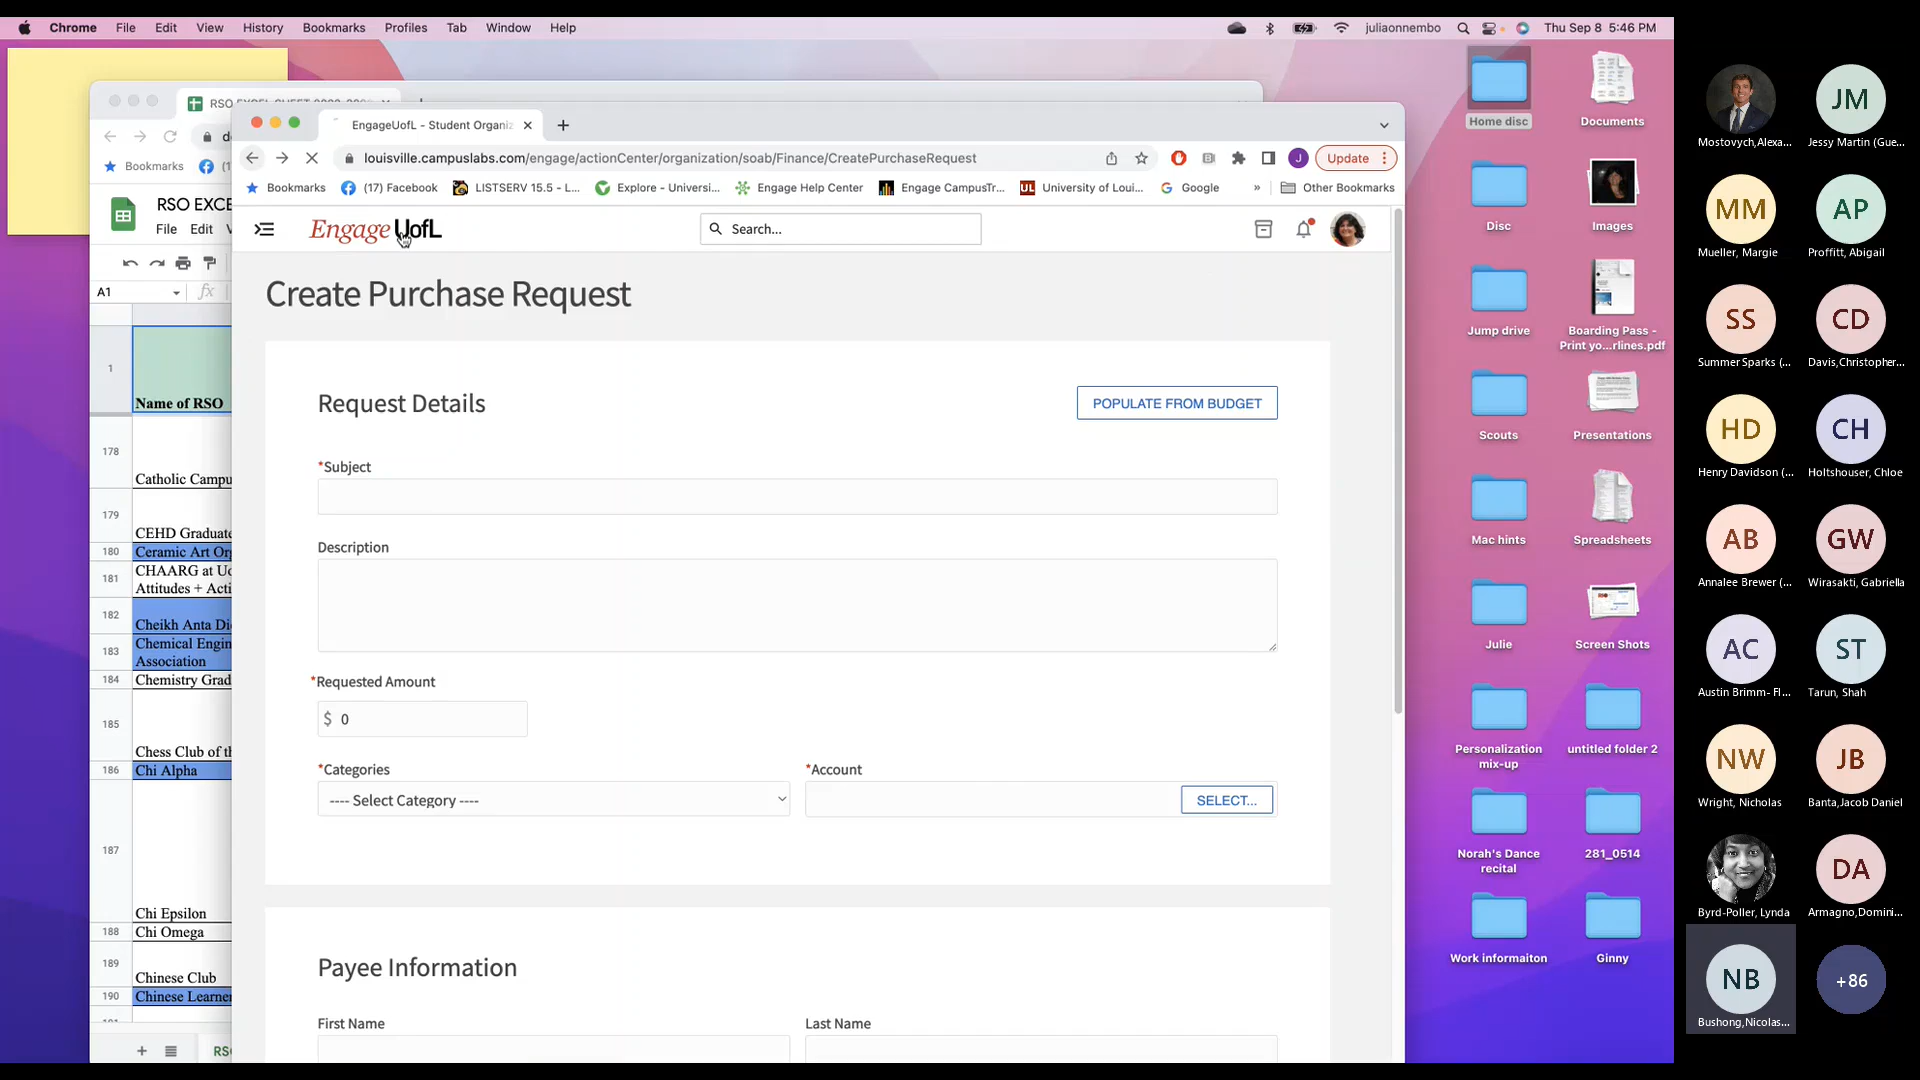 Chrome File Edit View History Bookmarks Profiles Tab Window Help
juliaonnembo Thu Sep 8 5:46 PM
EngageUofL - Student Organiz
louisville.campuslabs.com/engage/actionCenter/organization/soab/Finance/CreatePurchaseRequest
J Update
Bookmarks (17) Facebook LISTSERV 15.5 - L... Explore - Universi... Engage Help Center Engage CampusTr... University of Loui... Google » Other Bookmarks
Engage UofL
Search...
Create Purchase Request
Request Details
POPULATE FROM BUDGET
*Subject
Description
*Requested Amount
$ 0
*Categories
---- Select Category ----
*Account
SELECT...
Payee Information
First Name
Last Name
Bookmarks (1
RSO EXCE
File Edit
A1
fx
1 Name of RSO
178 Catholic Campu
179 CEHD Graduate
180 Ceramic Art Org
181 CHAARG at Uo
Attitudes + Acti
182 Cheikh Anta Di
183 Chemical Engin
Association
184 Chemistry Grad
185 Chess Club of th
186 Chi Alpha
187 Chi Epsilon
188 Chi Omega
189 Chinese Club
190 Chinese Learner
Home disc
Documents
Disc
Images
Jump drive
Boarding Pass -
Print yo...rlines.pdf
Scouts
Presentations
Mac hints
Spreadsheets
Julie
Screen Shots
Personalization
mix-up
untitled folder 2
Norah's Dance
recital
281_0514
Work informaiton
Ginny
Mostovych,Alexa...
JM
Jessy Martin (Gue...
MM
Mueller, Margie
AP
Proffitt, Abigail
SS
Summer Sparks (...
CD
Davis,Christopher...
HD
Henry Davidson (...
CH
Holtshouser, Chloe
AB
Annalee Brewer (...
GW
Wirasakti, Gabriella
AC
Austin Brimm- Fl...
ST
Tarun, Shah
NW
Wright, Nicholas
JB
Banta,Jacob Daniel
Byrd-Poller, Lynda
DA
Armagno,Domini...
NB
Bushong,Nicolas...
+86